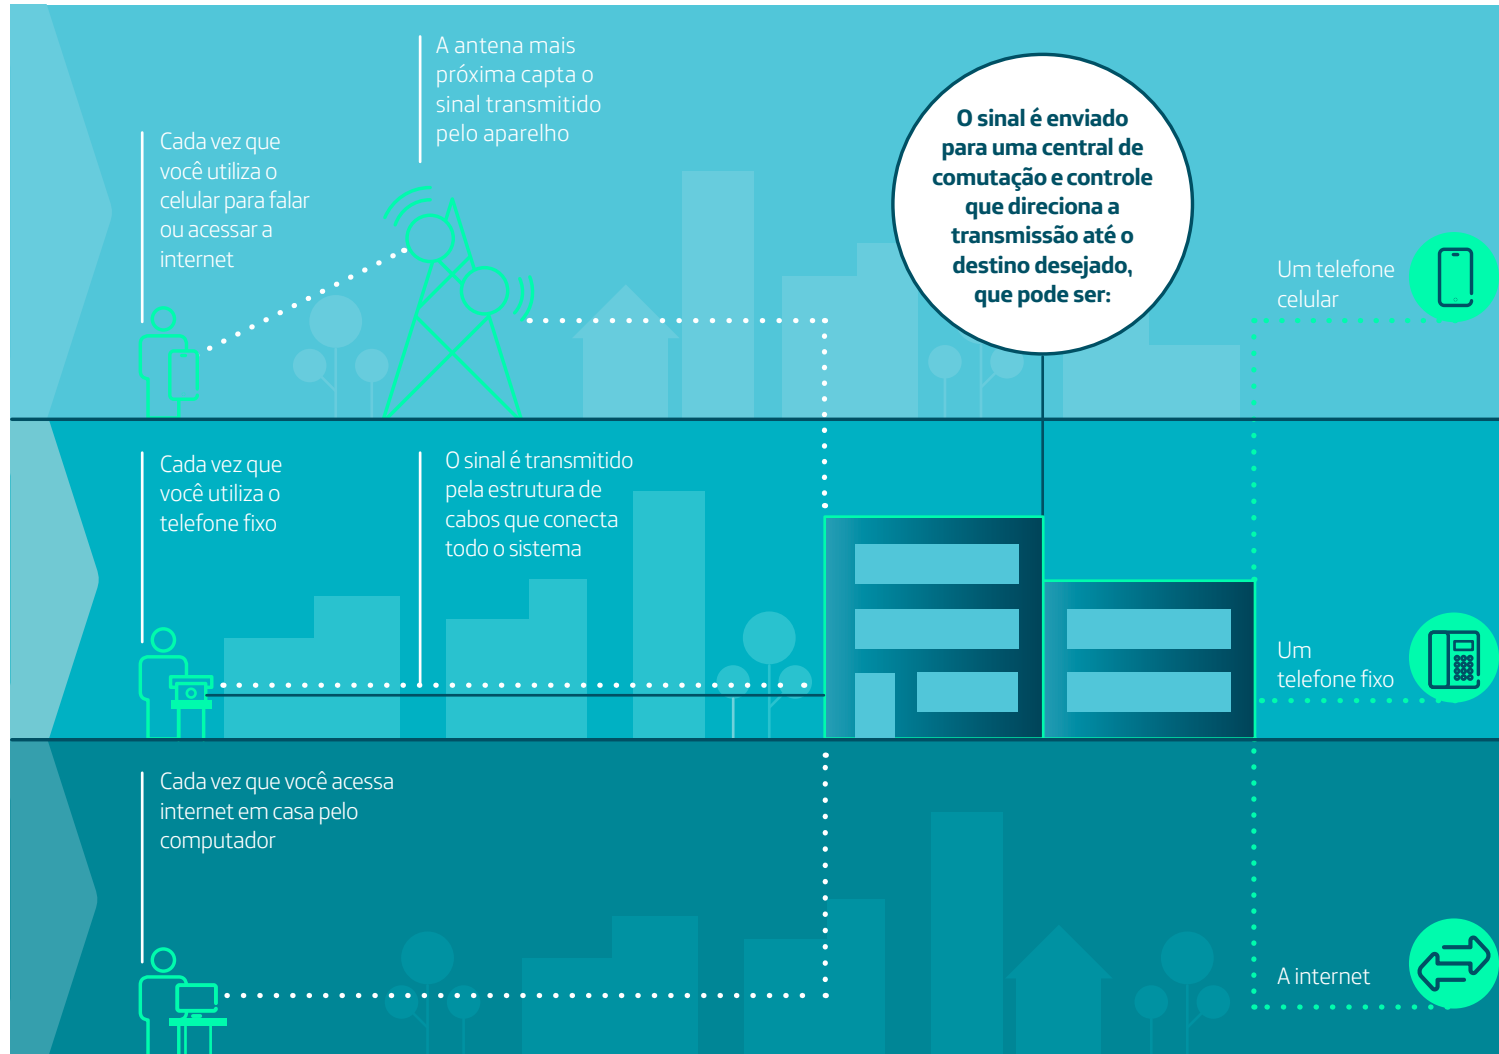 Cada vez que
você utiliza o
celular para falar
ou acessar a
internet
A antena mais
próxima capta o
sinal transmitido
pelo aparelho
O sinal é enviado
para uma central de
comutação e controle
que direciona a
transmissão até o
destino desejado,
que pode ser:
Um telefone
celular
Cada vez que
você utiliza o
telefone fixo
O sinal é transmitido
pela estrutura de
cabos que conecta
todo o sistema
Um
telefone fixo
Cada vez que você acessa
internet em casa pelo
computador
A internet